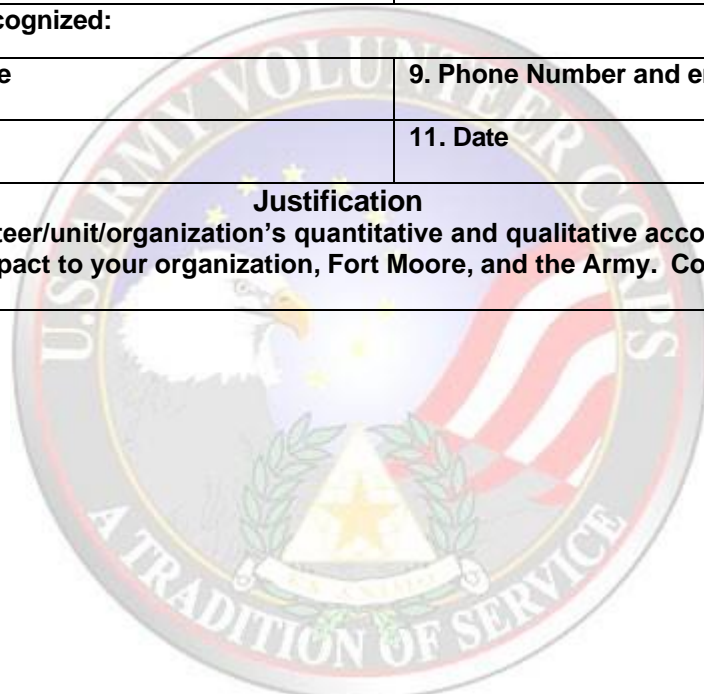 cognized:
e
9. Phone Number and e
11. Date
Justification
teer/unit/organization's quantitative and qualitative acco
pact to your organization, Fort Moore, and the Army. Co
U.S. ARMY VOLUNTEER CORPS
A TRADITION OF SERVICE